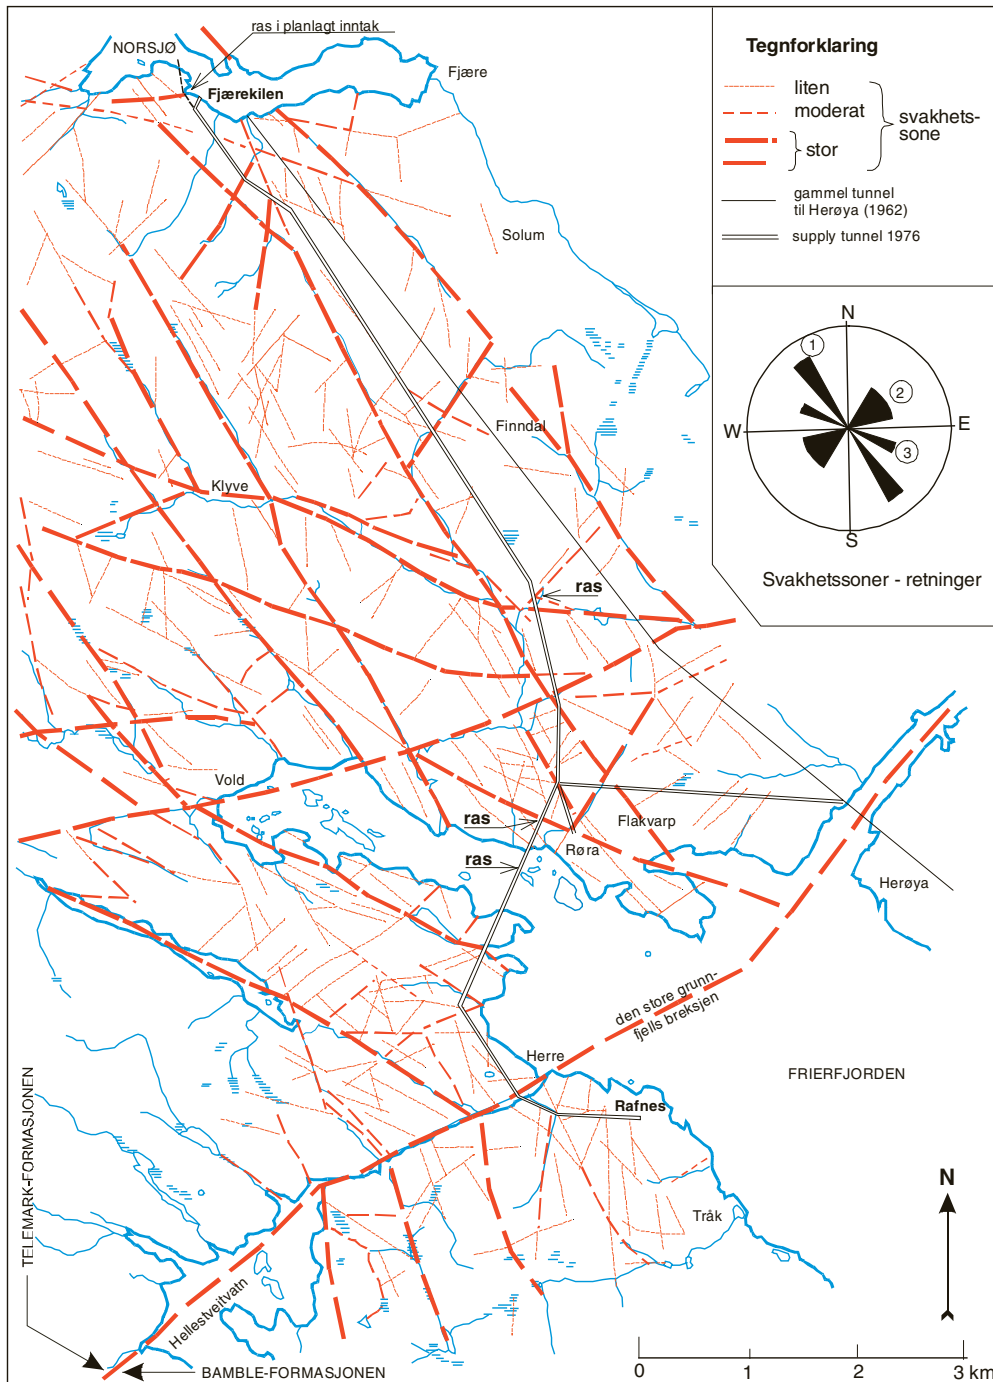 ras i planlagt inntak
NORSJØ
Fjære
Fjærekilen
Solum
Finndal
Klyve
ras
Vold
ras
Flakvarp
Røra
ras
Herøya
den store grunn-
fjells breksjen
Herre
FRIERFJORDEN
Rafnes
Tråk
TELEMARK-FORMASJONEN
Hellestveitvatn
BAMBLE-FORMASJONEN
Tegnforklaring
liten
moderat
stor
svakhets-
sone
gammel tunnel
til Herøya (1962)
supply tunnel 1976
N
1
2
W
E
3
S
Svakhetssoner - retninger
N
0 1 2 3 km